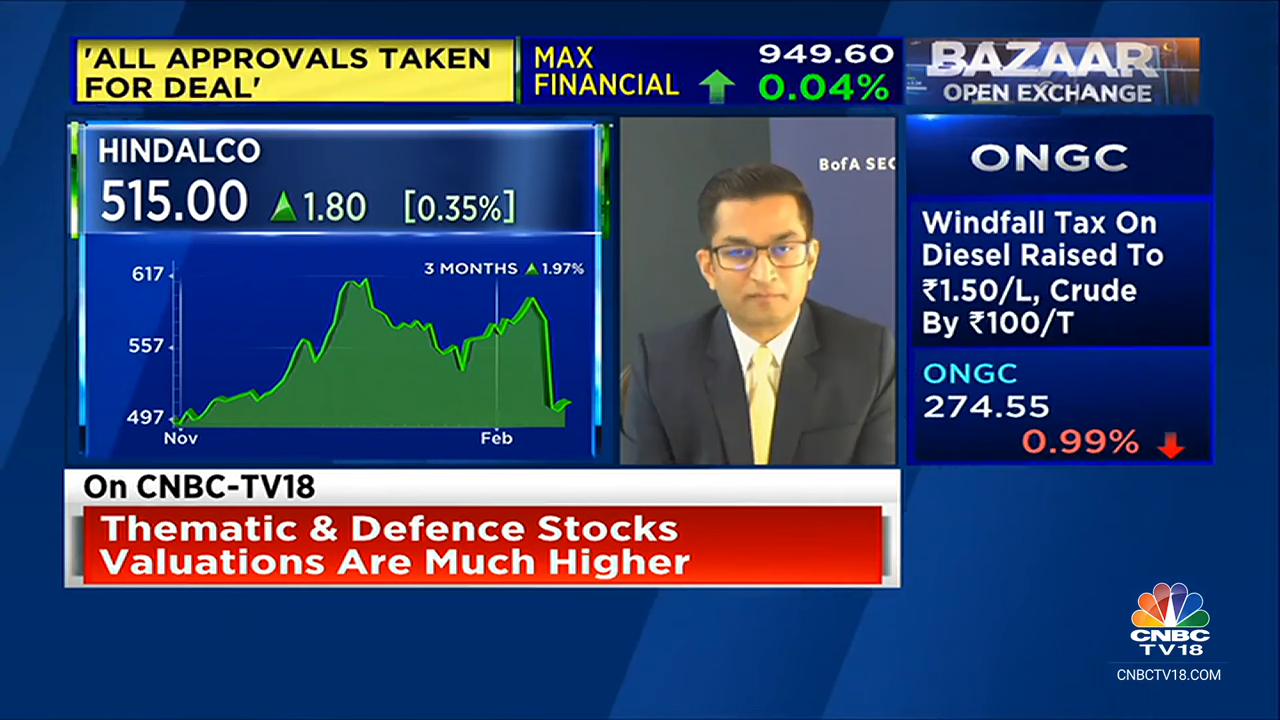 'ALL APPROVALS TAKEN
FOR DEAL'
MAX
FINANCIAL
949.60
0.04%
BAZAAR
OPEN EXCHANGE
HINDALCO
515.00 1.80 [0.35%]
3 MONTHS 1.97%
617
557
497
Nov Feb
BofA SEC
ONGC
Windfall Tax On
Diesel Raised To
₹1.50/L, Crude
By ₹100/T
ONGC
274.55
0.99%
On CNBC-TV18
Thematic & Defence Stocks
Valuations Are Much Higher
CNBC
TV18
CNBCTV18.COM